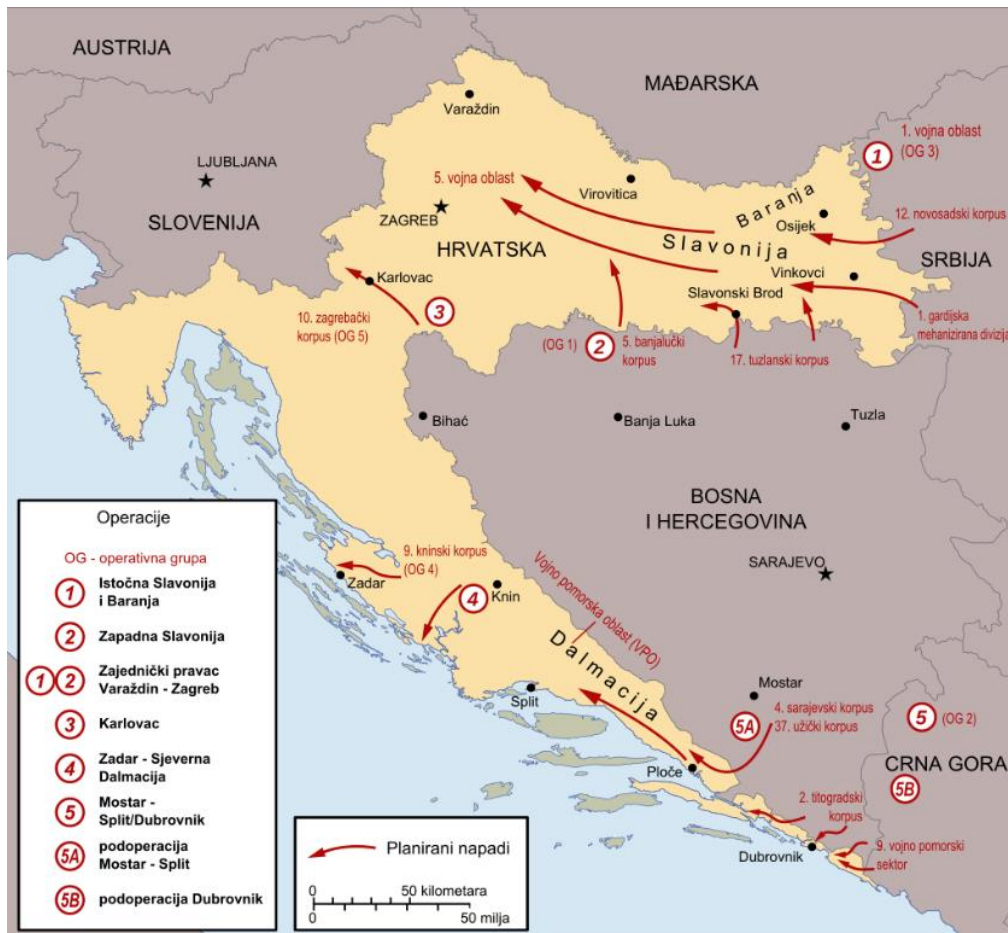 AUSTRIJA
MAĐARSKA
Varaždin
1. vojna oblast
(OG 3)
1
LJUBLJANA
5. vojna oblast
Virovitica
Baranja
ZAGREB
Osijek
12. novosadski korpus
SLOVENIJA
HRVATSKA
Slavonija
SRBIJA
Karlovac
Vinkovci
Slavonski Brod
10. zagrebački
korpus (OG 5)
3
1. gardijska
mehanizirana divizija
(OG 1)
2
5. banjalučki
korpus
17. tuzlanski korpus
Bihać
Banja Luka
Tuzla
BOSNA
I HERCEGOVINA
SARAJEVO
9. kninski korpus
(OG 4)
Zadar
4
Knin
Vojno pomorska oblast (VPO)
Dalmacija
Split
Mostar
5A
4. sarajevski korpus
37. užički korpus
5
(OG 2)
CRNA GORA
5B
Ploče
2. titogradski
korpus
Dubrovnik
9. vojno pomorski
sektor
Operacije
OG - operativna grupa
1 Istočna Slavonija
i Baranja
2 Zapadna Slavonija
1 2 Zajednički pravac
Varaždin - Zagreb
3 Karlovac
4 Zadar - Sjeverna
Dalmacija
5 Mostar -
Split/Dubrovnik
5A podoperacija
Mostar - Split
5B podoperacija Dubrovnik
Planirani napadi
0 50 kilometara
0 50 milja